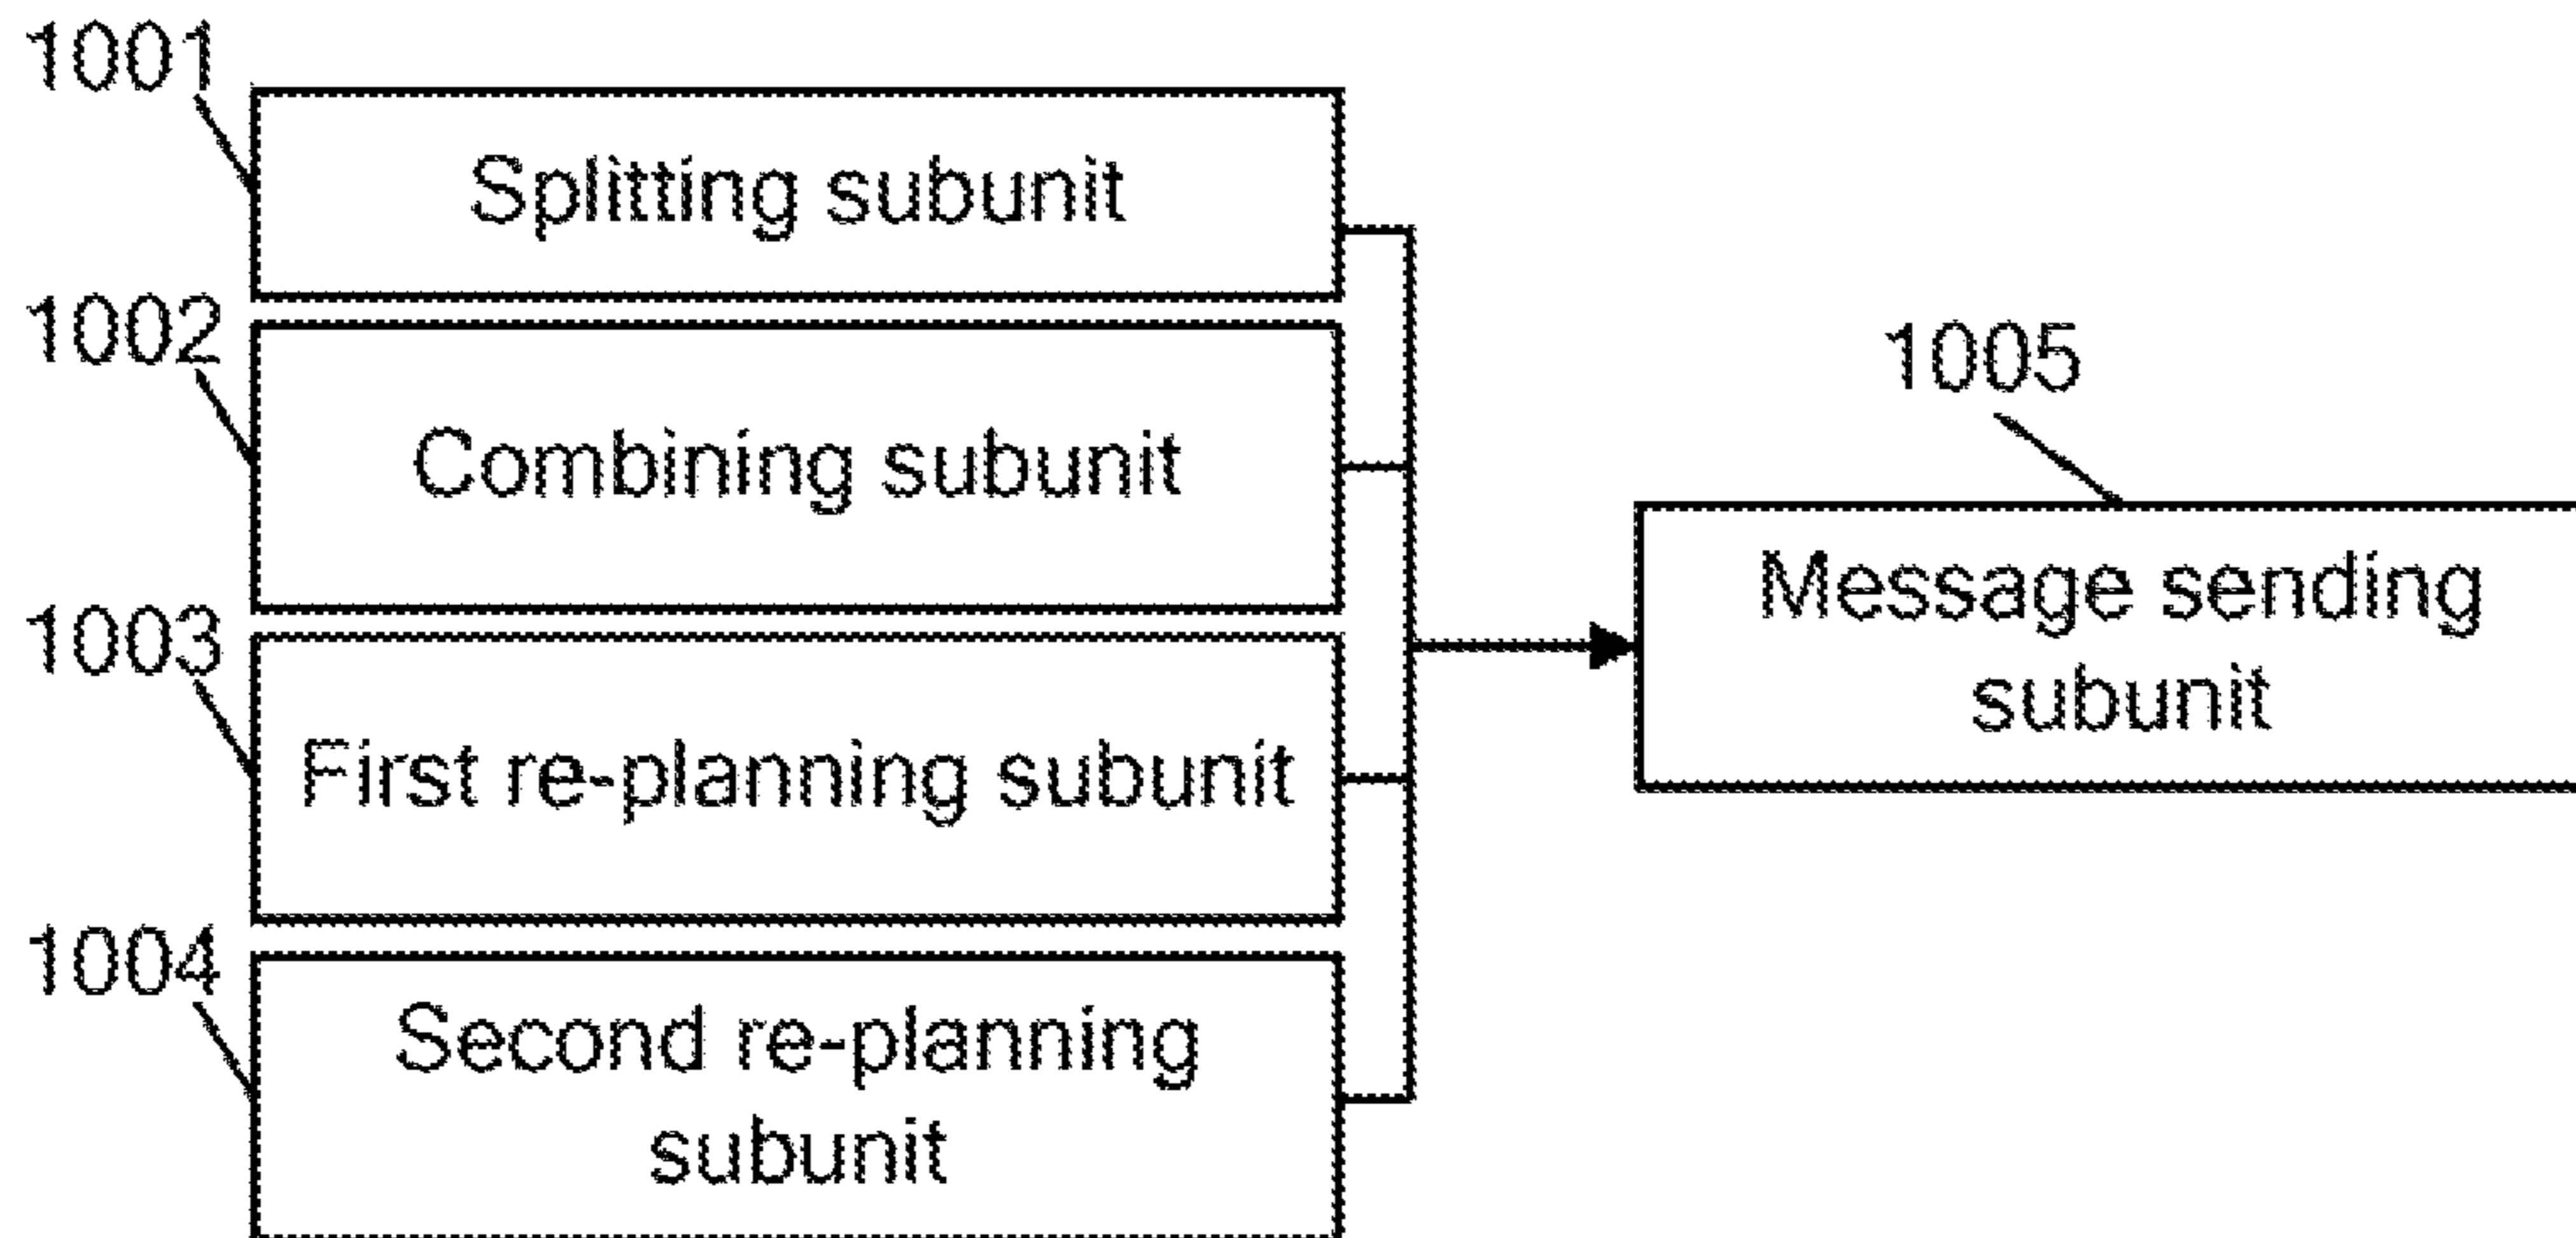 1001
Splitting subunit
1002
Combining subunit
1005
1003
Message sending
subunit
First re-planning subunit
1004
Second re-planning
subunit